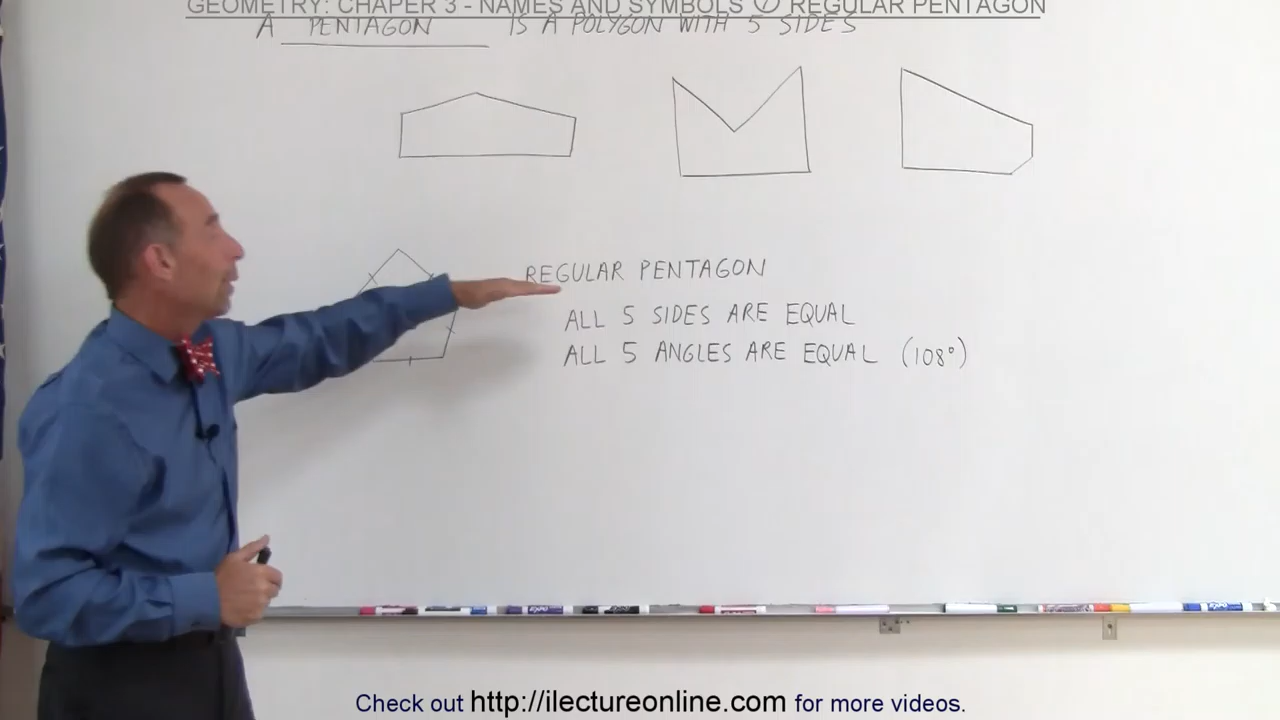 GEOMETRY: CHAPER 3 - NAMES AND SYMBOLS REGULAR PENTAGON
A PENTAGON IS A POLYGON WITH 5 SIDES
REGULAR PENTAGON
ALL 5 SIDES ARE EQUAL
ALL 5 ANGLES ARE EQUAL (108°)
Check out http://ilectureonline.com for more videos.